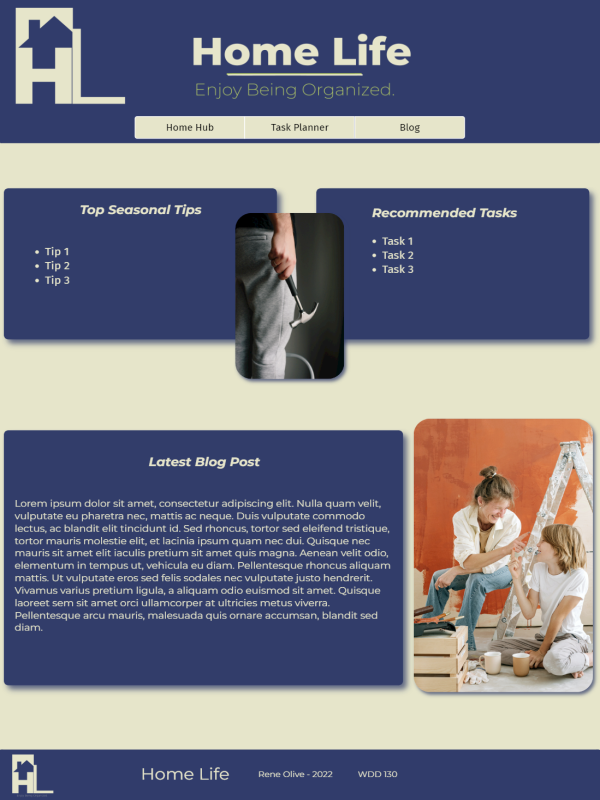 HL
Home Life
Enjoy Being Organized.
Home Hub
Task Planner
Blog
Top Seasonal Tips
Tip 1
Tip 2
Tip 3
Recommended Tasks
Task 1
Task 2
Task 3
Latest Blog Post
Lorem ipsum dolor sit amet, consectetur adipiscing elit. Nulla quam velit,
vulputate eu pharetra nec, mattis ac neque. Duis vulputate commodo
lectus, ac blandit elit tincidunt id. Sed rhoncus, tortor sed eleifend tristique,
tortor mauris molestie elit, et lacinia ipsum quam nec dui. Quisque nec
mauris sit amet elit iaculis pretium sit amet quis magna. Aenean velit odio,
elementum in tempus ut, vehicula eu diam. Pellentesque rhoncus aliquam
mattis. Ut vulputate eros sed felis sodales nec vulputate justo hendrerit.
Vivamus varius pretium ligula, a aliquam odio euismod sit amet. Quisque
laoreet sem sit amet orci ullamcorper at ultricies metus viverra.
Pellentesque arcu mauris, malesuada quis ornare accumsan, blandit sed
diam.
HL
Home Life
Rene Olive - 2022
WDD 130